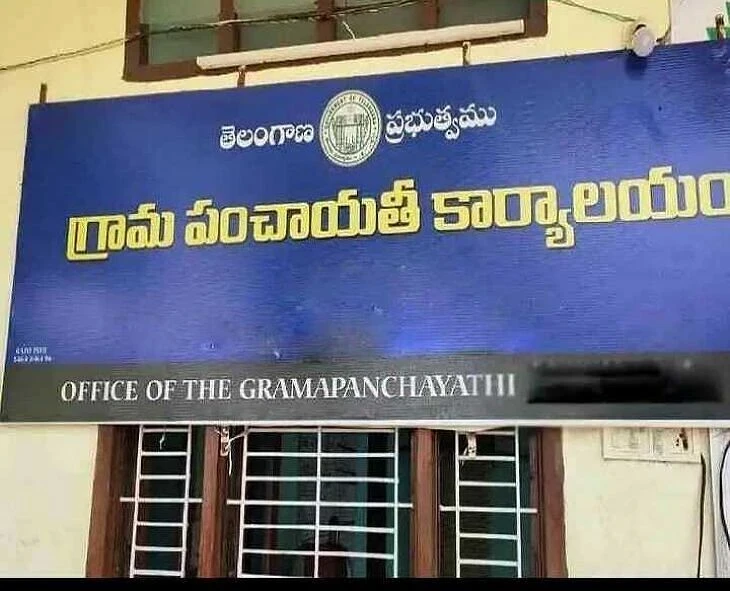 తెలంగాణ ప్రభుత్వము
గ్రామ పంచాయతీ కార్యాలయం
OFFICE OF THE GRAMAPANCHAYATHI